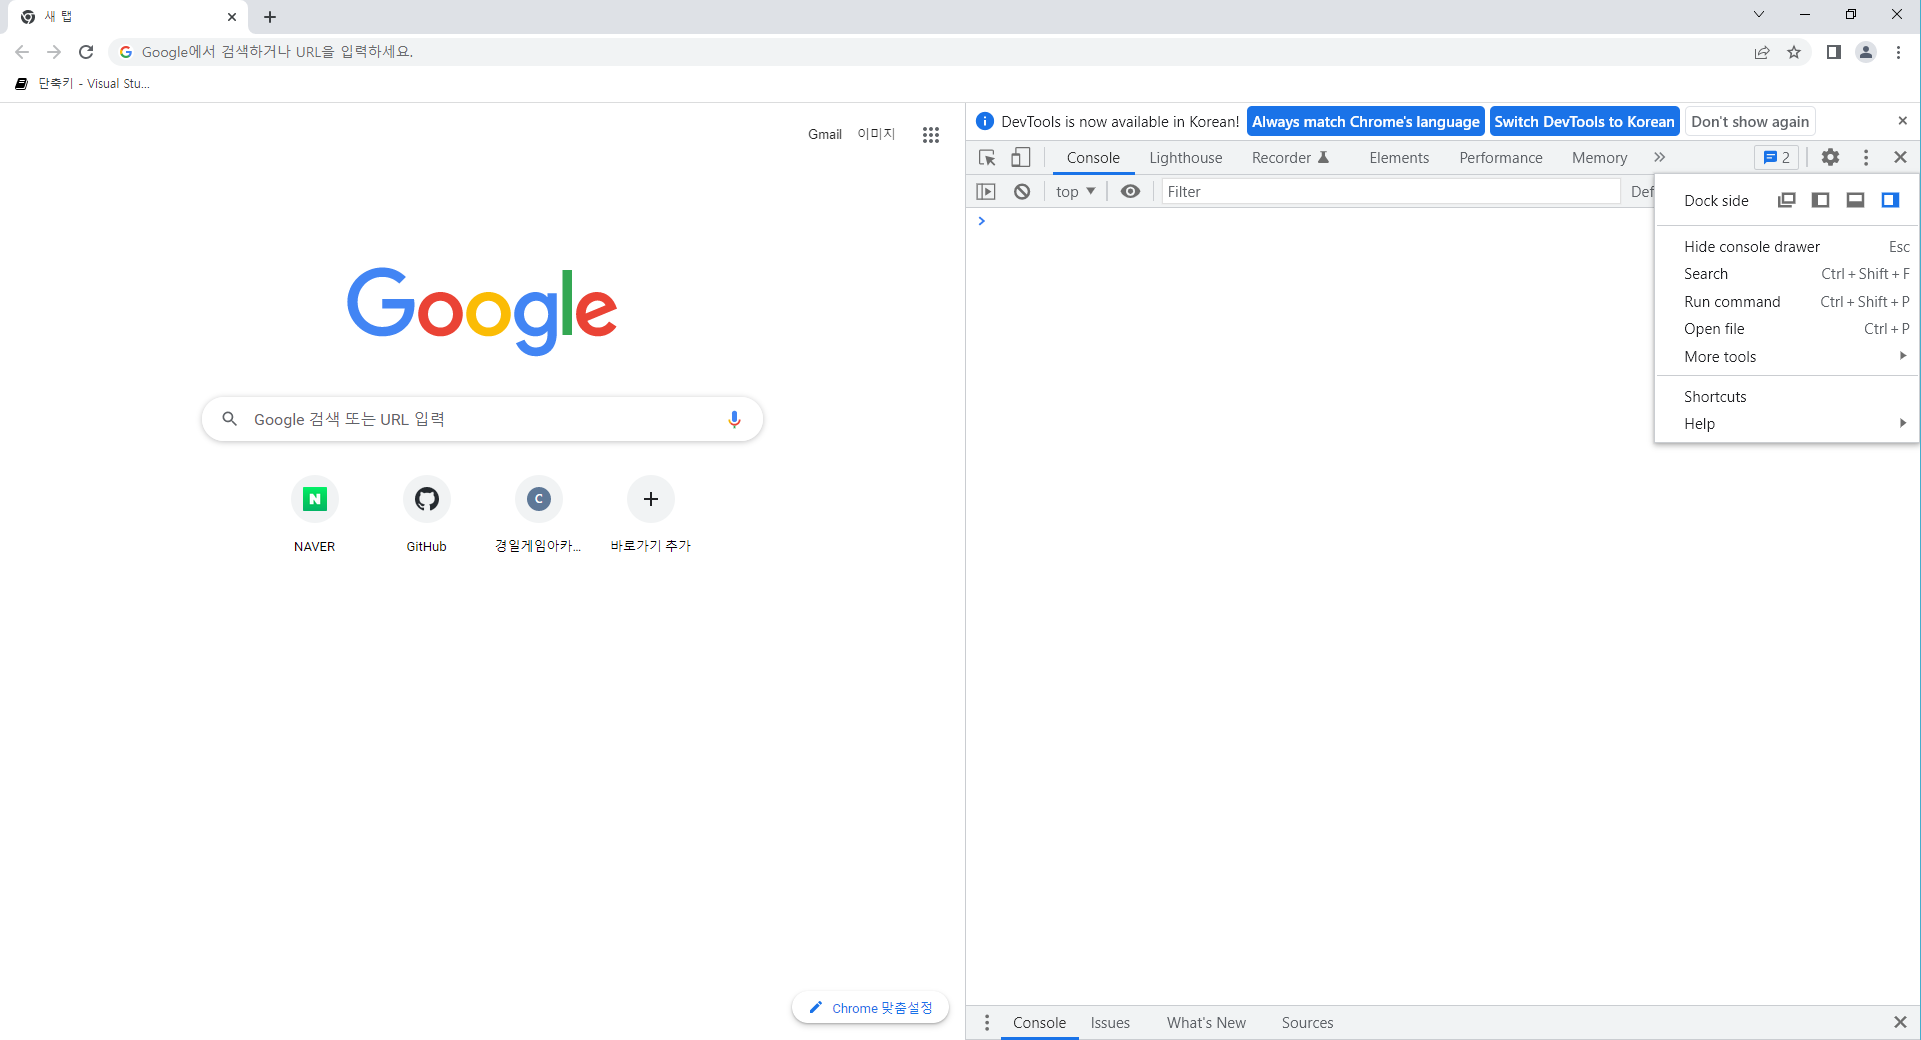 새 탭
Google에서 검색하거나 URL을 입력하세요.
단축키 - Visual Stu...
Gmail 이미지
Google
Google 검색 또는 URL 입력
N
C
NAVER GitHub 경일게임아카... 바로가기 추가
Chrome 맞춤설정
DevTools is now available in Korean! Always match Chrome's language Switch DevTools to Korean Don't show again
Console Lighthouse Recorder Elements Performance Memory 2
top Filter Def
Dock side
Hide console drawer Esc
Search Ctrl + Shift + F
Run command Ctrl + Shift + P
Open file Ctrl + P
More tools
Shortcuts
Help
Console Issues What's New Sources